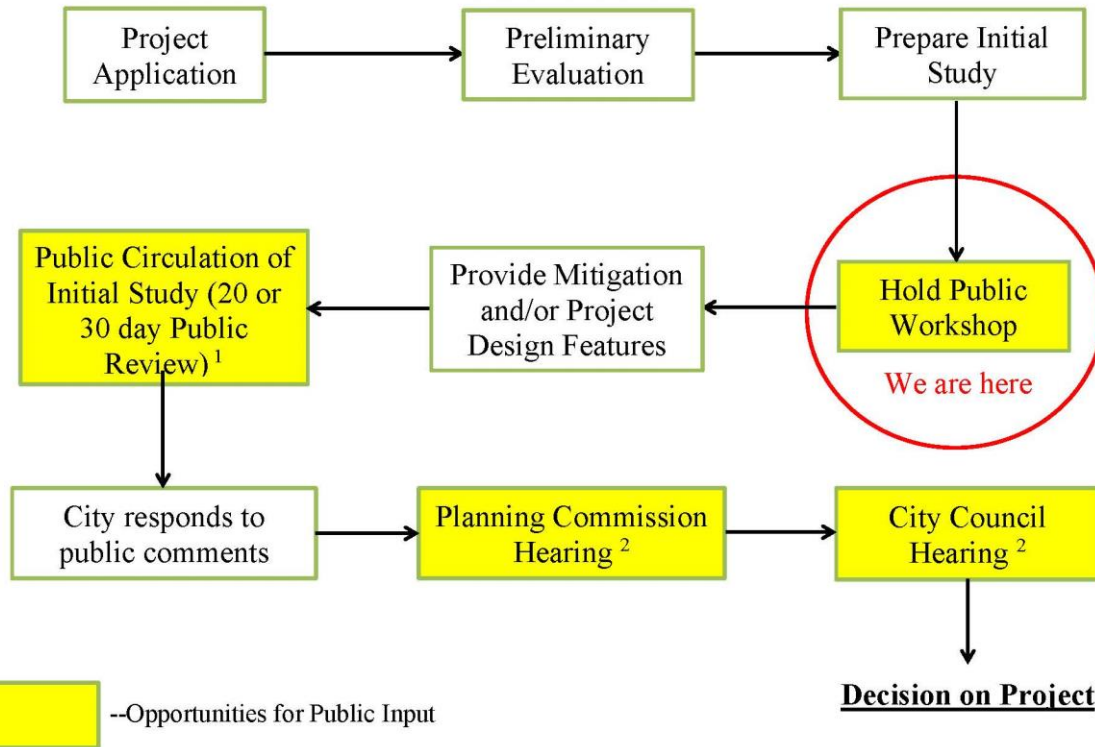 Project
Application
Preliminary
Evaluation
Prepare Initial
Study
Hold Public
Workshop
We are here
Provide Mitigation
and/or Project
Design Features
Public Circulation of
Initial Study (20 or
30 day Public
Review) 1
City responds to
public comments
Planning Commission
Hearing 2
City Council
Hearing 2
Decision on Project
--Opportunities for Public Input